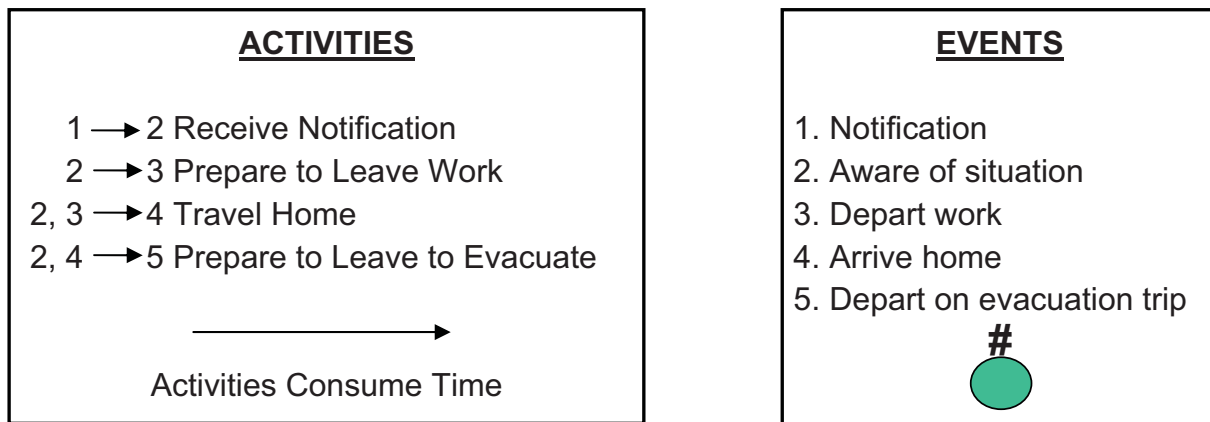 ACTIVITIES
1 → 2 Receive Notification
2 → 3 Prepare to Leave Work
2, 3 → 4 Travel Home
2, 4 → 5 Prepare to Leave to Evacuate
Activities Consume Time
EVENTS
1. Notification
2. Aware of situation
3. Depart work
4. Arrive home
5. Depart on evacuation trip
#